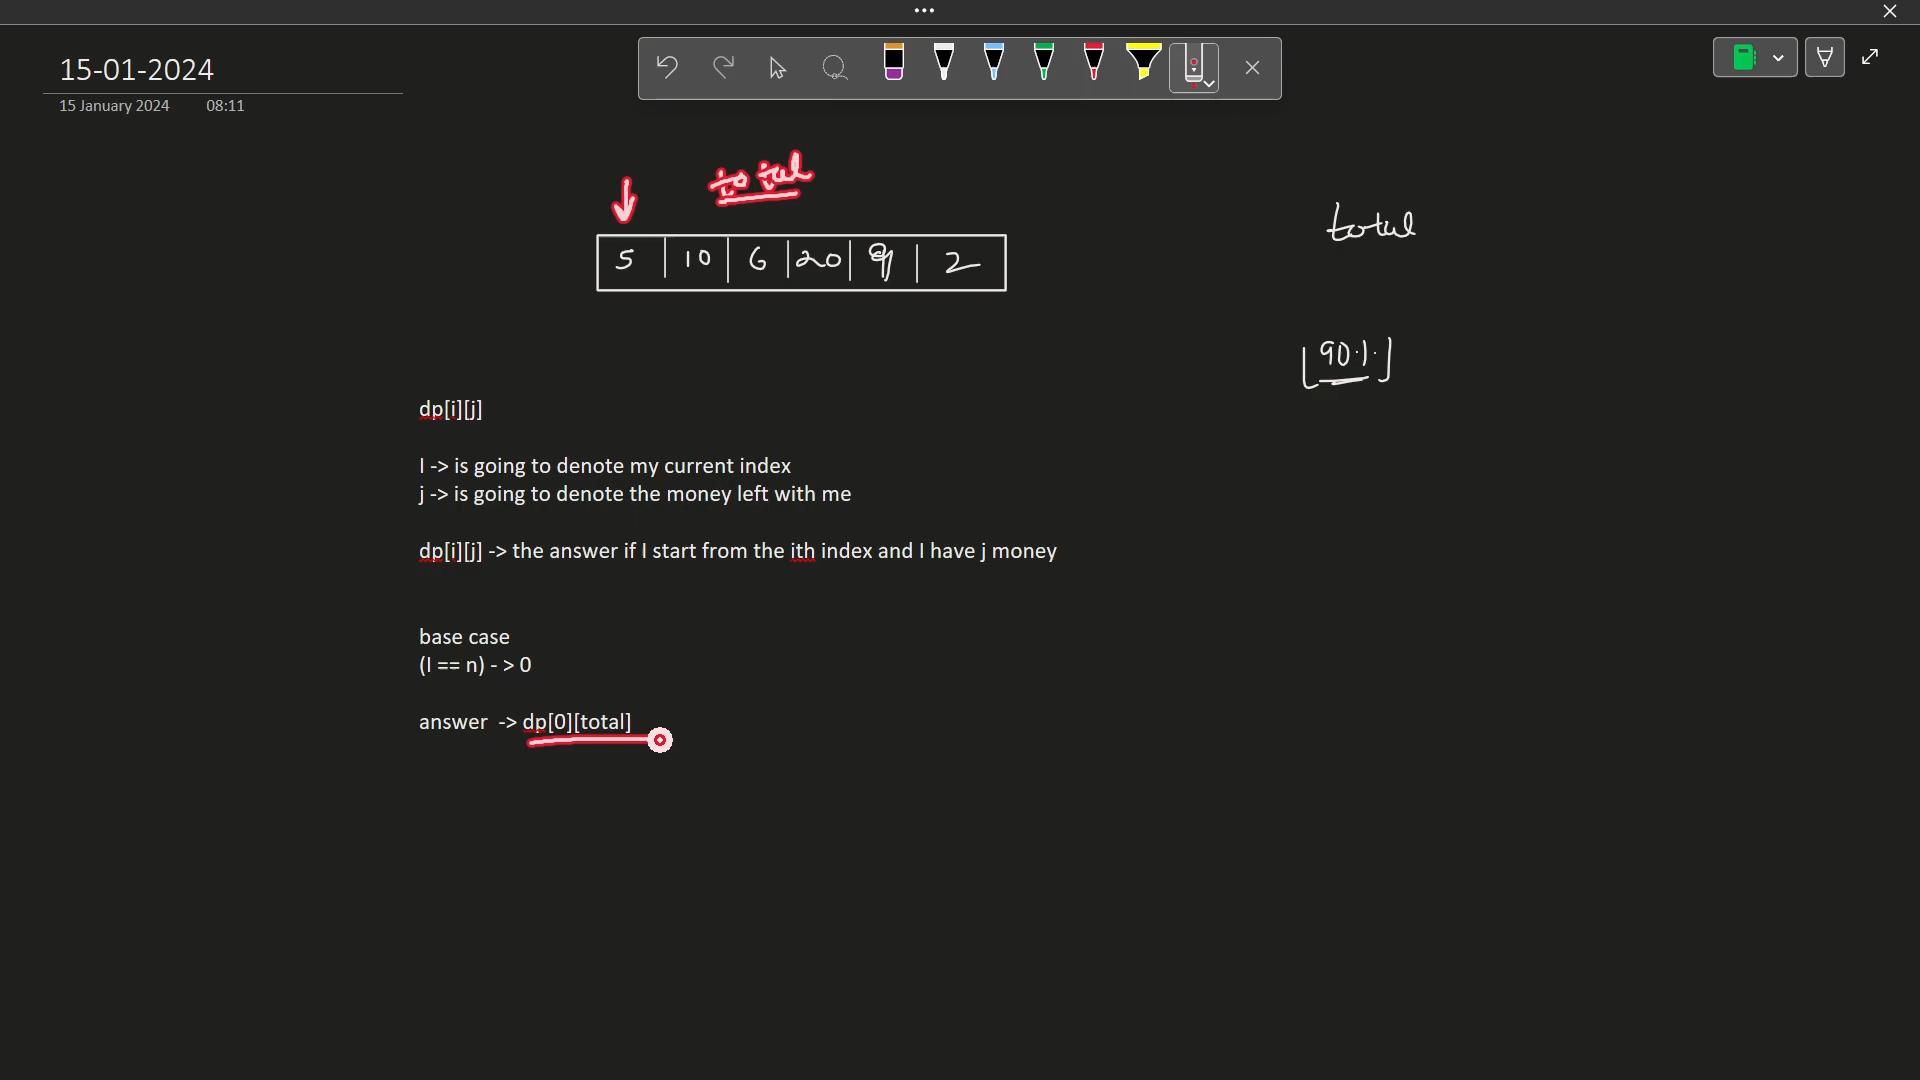 15-01-2024
15 January 2024 08:11
total
total
5 | 10 | 6 | 20 | 9 | 2
⌊90%⌋
dp[i][j]
I -> is going to denote my current index
j -> is going to denote the money left with me
dp[i][j] -> the answer if I start from the ith index and I have j money
base case
(I == n) - > 0
answer -> dp[0][total]